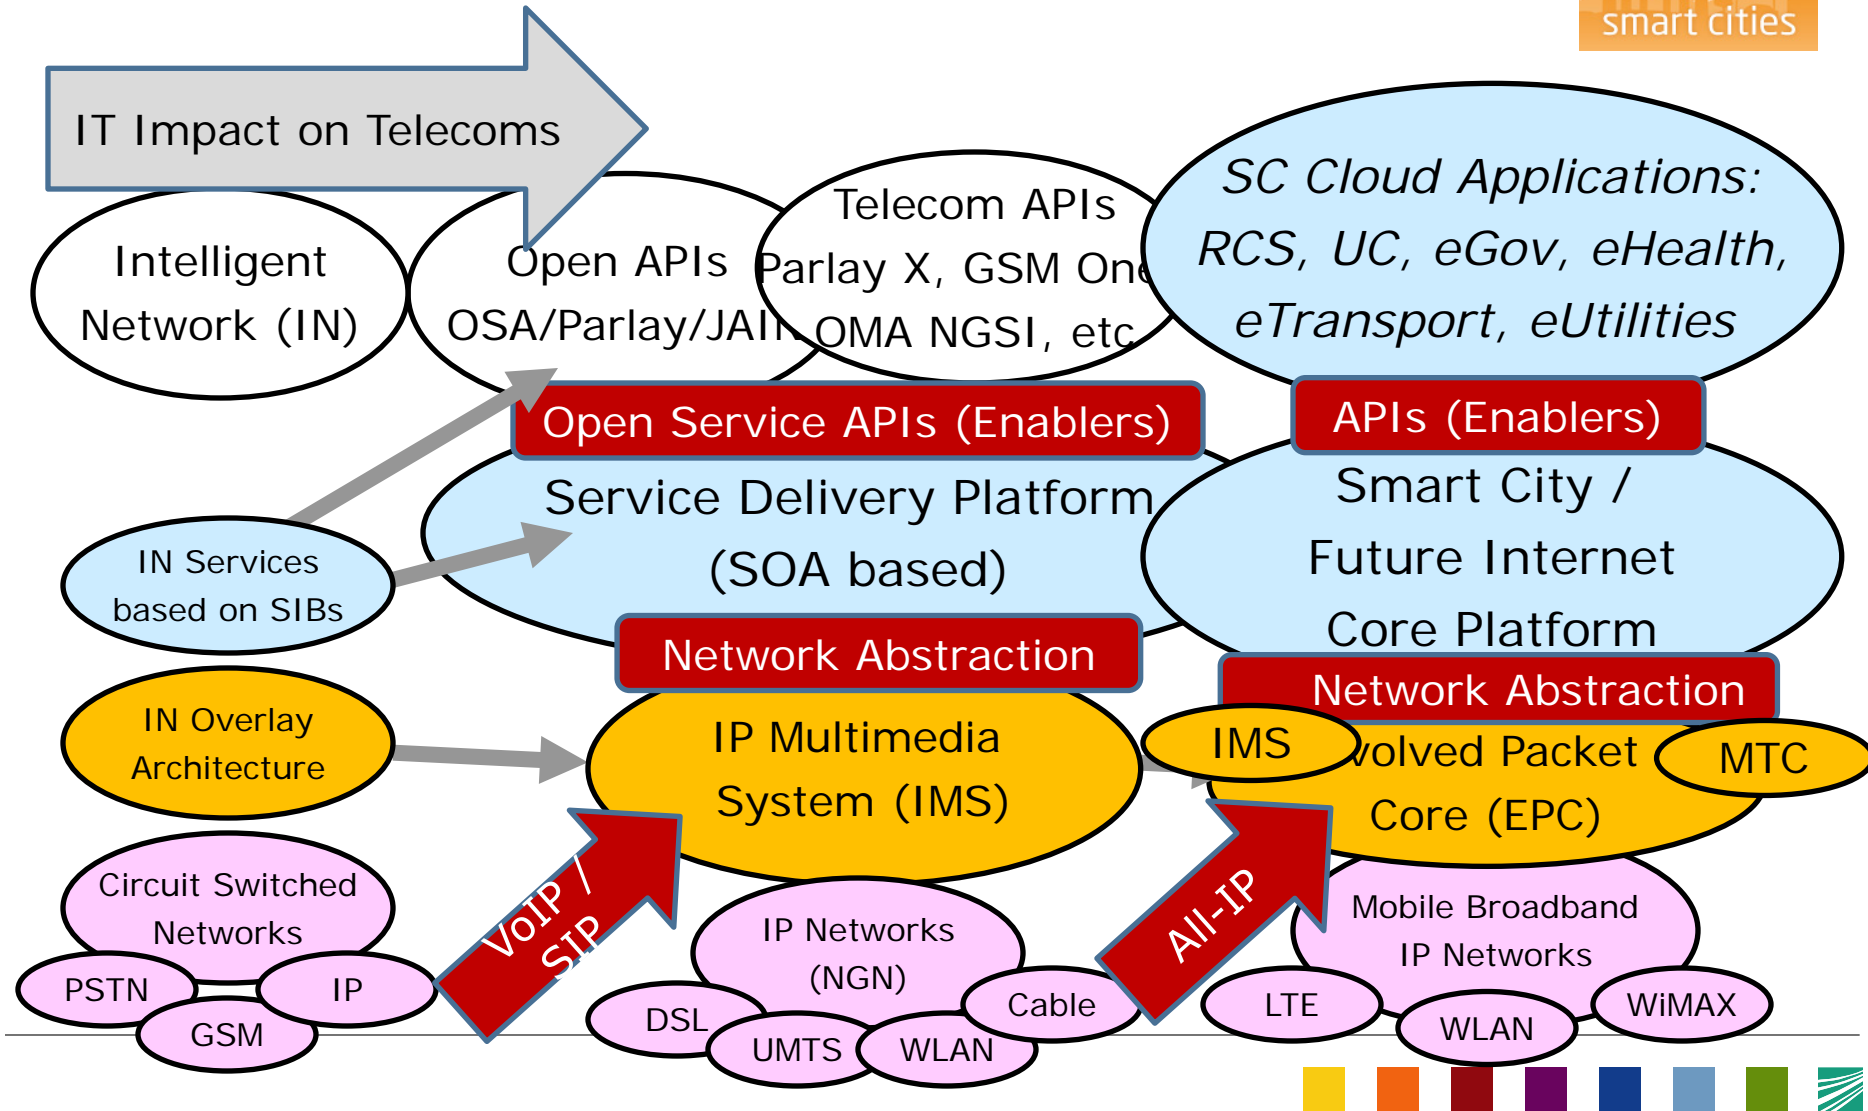 smart cities
IT Impact on Telecoms
Intelligent
Network (IN)
Open APIs
OSA/Parlay/JAIN
Telecom APIs
Parlay X, GSM One
OMA NGSI, etc
SC Cloud Applications:
RCS, UC, eGov, eHealth,
eTransport, eUtilities
Open Service APIs (Enablers)
APIs (Enablers)
Service Delivery Platform
(SOA based)
Smart City /
Future Internet
Core Platform
IN Services
based on SIBs
Network Abstraction
Network Abstraction
IN Overlay
Architecture
IP Multimedia
System (IMS)
IMS
volved Packet
Core (EPC)
MTC
Circuit Switched
Networks
PSTN
GSM
IP
VoIP /
SIP
IP Networks
(NGN)
DSL
UMTS
WLAN
Cable
All-IP
Mobile Broadband
IP Networks
LTE
WLAN
WiMAX